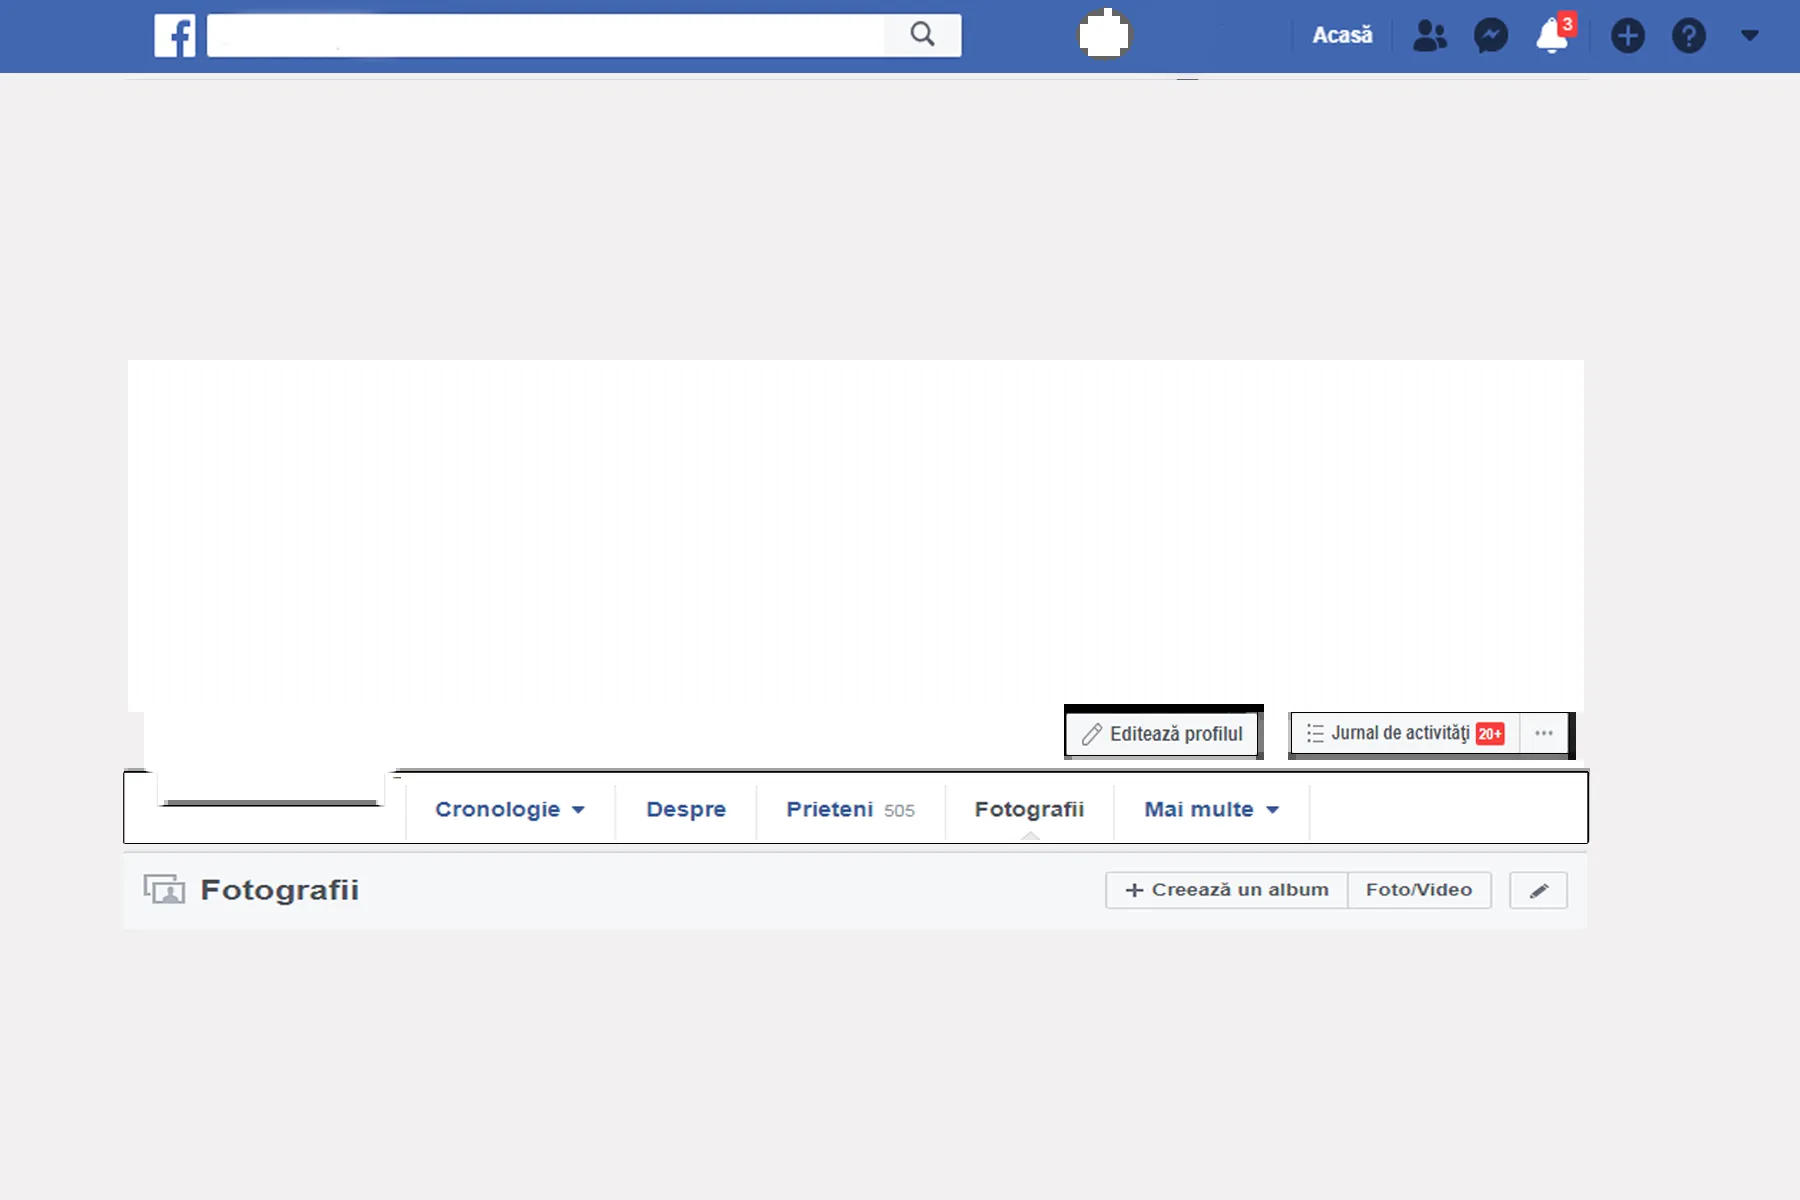 Acasă
3
Editează profilul
Jurnal de activităţi 20+
Cronologie
Despre
Prieteni 505
Fotografii
Mai multe
Fotografii
+ Creează un album
Foto/Video